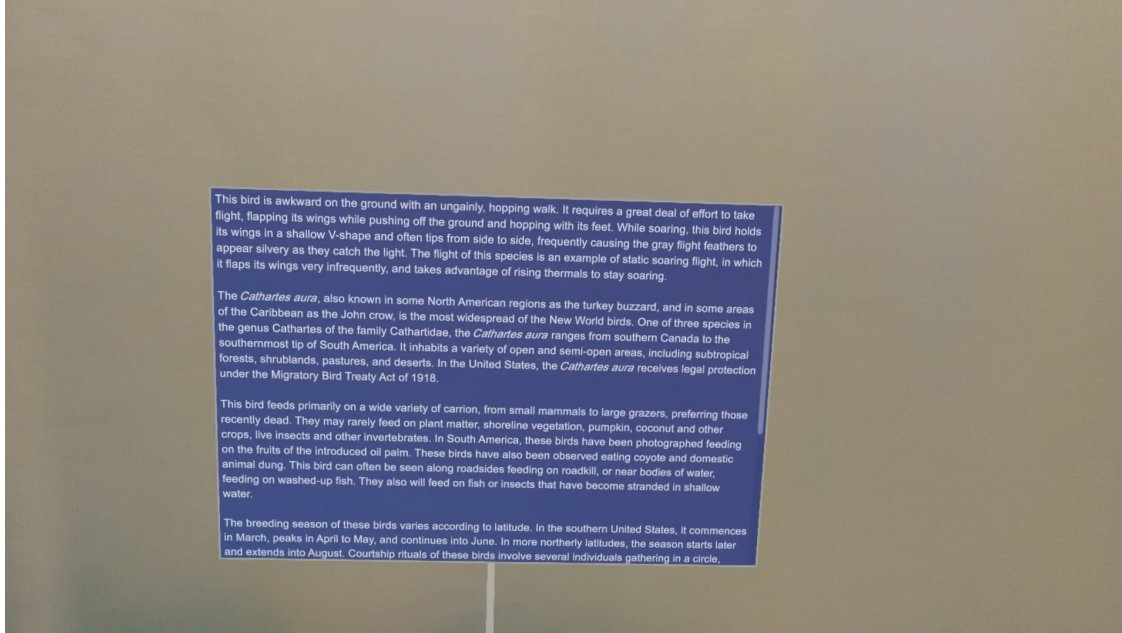 This bird is awkward on the ground with an ungainly, hopping walk. It requires a great deal of effort to take
flight, flapping its wings while pushing off the ground and hopping with its feet. While soaring, this bird holds
its wings in a shallow V-shape and often tips from side to side, frequently causing the gray flight feathers to
appear silvery as they catch the light. The flight of this species is an example of static soaring flight, in which
it flaps its wings very infrequently, and takes advantage of rising thermals to stay soaring.
The Cathartes aura, also known in some North American regions as the turkey buzzard, and in some areas
of the Caribbean as the John crow, is the most widespread of the New World birds. One of three species in
the genus Cathartes of the family Cathartidae, the Cathartes aura ranges from southern Canada to the
southernmost tip of South America. It inhabits a variety of open and semi-open areas, including subtropical
forests, shrublands, pastures, and deserts. In the United States, the Cathartes aura receives legal protection
under the Migratory Bird Treaty Act of 1918.
This bird feeds primarily on a wide variety of carrion, from small mammals to large grazers, preferring those
recently dead. They may rarely feed on plant matter, shoreline vegetation, pumpkin, coconut and other
crops, live insects and other invertebrates. In South America, these birds have been photographed feeding
on the fruits of the introduced oil palm. These birds have also been observed eating coyote and domestic
animal dung. This bird can often be seen along roadsides feeding on roadkill, or near bodies of water,
feeding on washed-up fish. They also will feed on fish or insects that have become stranded in shallow
water.
The breeding season of these birds varies according to latitude. In the southern United States, it commences
in March, peaks in April to May, and continues into June. In more northerly latitudes, the season starts later
and extends into August. Courtship rituals of these birds involve several individuals gathering in a circle,